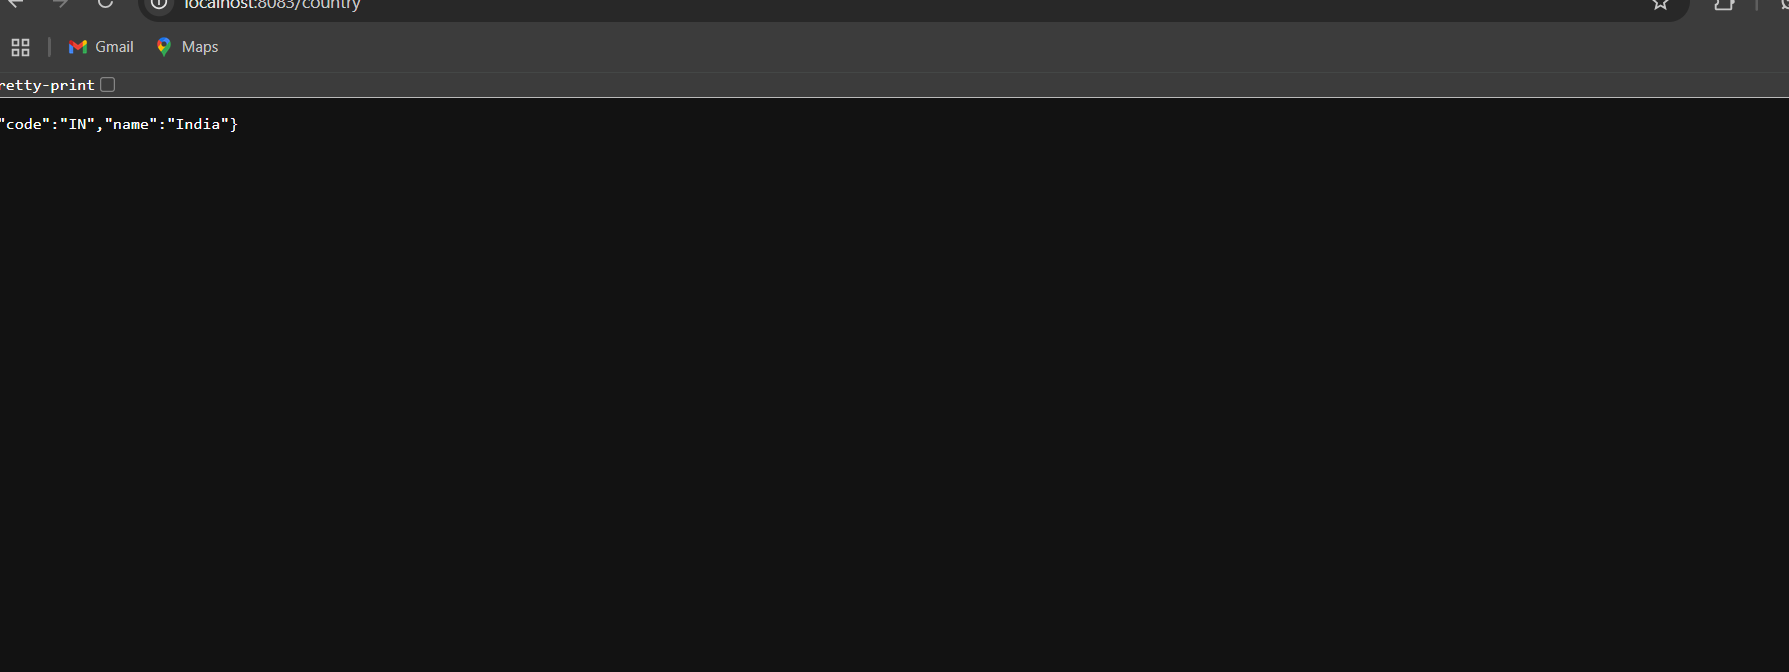 localhost:8083/country
Gmail Maps
retty-print
"code":"IN","name":"India"}